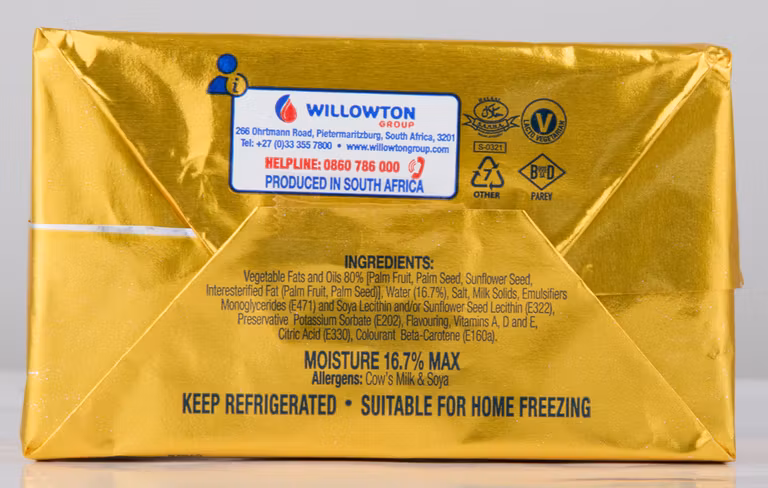 WILLOWTON
GROUP
266 Ohrtmann Road, Pietermaritzburg, South Africa, 3201
Tel: +27 (0)33 355 7800 • www.willowtongroup.com
HELPLINE: 0860 786 000
PRODUCED IN SOUTH AFRICA
S-0321
V
LACTO VEGETARIAN
7
OTHER
PAREV
INGREDIENTS:
Vegetable Fats and Oils 80% [Palm Fruit, Palm Seed, Sunflower Seed,
Interesterified Fat (Palm Fruit, Palm Seed)], Water (16.7%), Salt, Milk Solids, Emulsifiers
Monoglycerides (E471) and Soya Lecithin and/or Sunflower Seed Lecithin (E322),
Preservative Potassium Sorbate (E202), Flavouring, Vitamins A, D and E,
Citric Acid (E330), Colourant Beta-Carotene (E160a).
MOISTURE 16.7% MAX
Allergens: Cow's Milk & Soya
KEEP REFRIGERATED • SUITABLE FOR HOME FREEZING